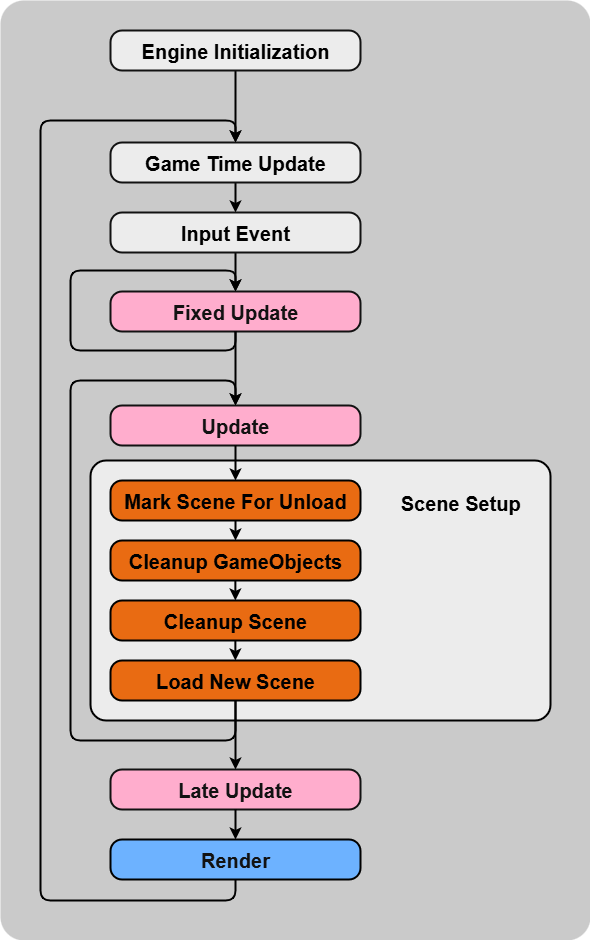 Engine Initialization
Game Time Update
Input Event
Fixed Update
Update
Mark Scene For Unload
Scene Setup
Cleanup GameObjects
Cleanup Scene
Load New Scene
Late Update
Render